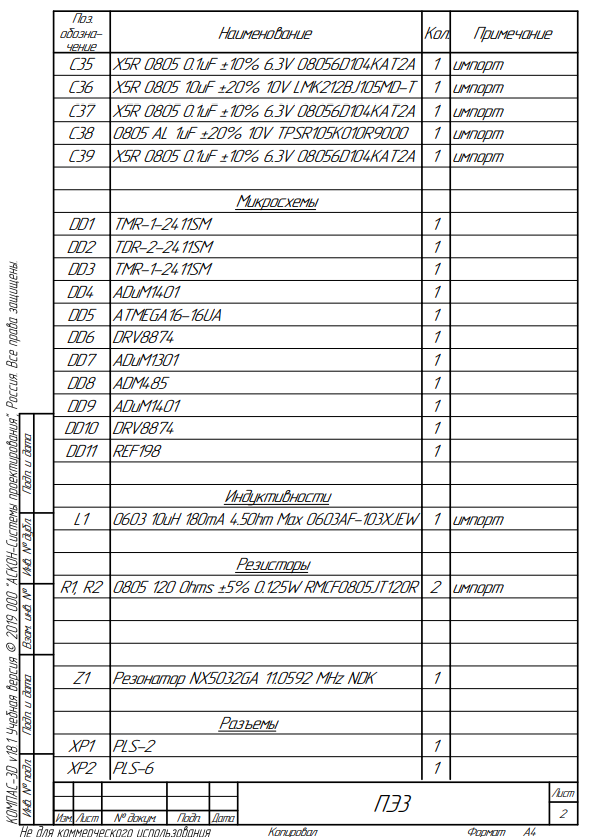 Поз. обозна- чение Наименование Кол. Примечание
C35 X5R 0805 0.1uF ±10% 6.3V 08056D104KAT2A 1 импорт
C36 X5R 0805 10uF ±20% 10V LMK212BJ105MD-T 1 импорт
C37 X5R 0805 0.1uF ±10% 6.3V 08056D104KAT2A 1 импорт
C38 0805 AL 1uF ±20% 10V TPSR105K010R9000 1 импорт
C39 X5R 0805 0.1uF ±10% 6.3V 08056D104KAT2A 1 импорт
Микросхемы
DD1 TMR-1-2411SM 1
DD2 TDR-2-2411SM 1
DD3 TMR-1-2411SM 1
DD4 ADuM1401 1
DD5 ATMEGA16-16UA 1
DD6 DRV8874 1
DD7 ADuM1301 1
DD8 ADM485 1
DD9 ADuM1401 1
DD10 DRV8874 1
DD11 REF198 1
Индуктивности
L1 0603 10uH 180mA 4.5Ohm Max 0603AF-103XJEW 1 импорт
Резисторы
R1, R2 0805 120 Ohms ±5% 0.125W RMCF0805JT120R 2 импорт
Z1 Резонатор NX5032GA 11.0592 MHz NDK 1
Разъемы
XP1 PLS-2 1
XP2 PLS-6 1
КОМПАС-3D v18.1 Учебная версия © 2019 ООО "АСКОН-Системы проектирования", Россия. Все права защищены.
Подп. и дата
Инв. № дубл.
Взам. инв. №
Подп. и дата
Инв. № подл.
Изм. Лист № докум. Подп. Дата
ПЭ3
Лист
2
Не для коммерческого использования
Копировал
Формат A4